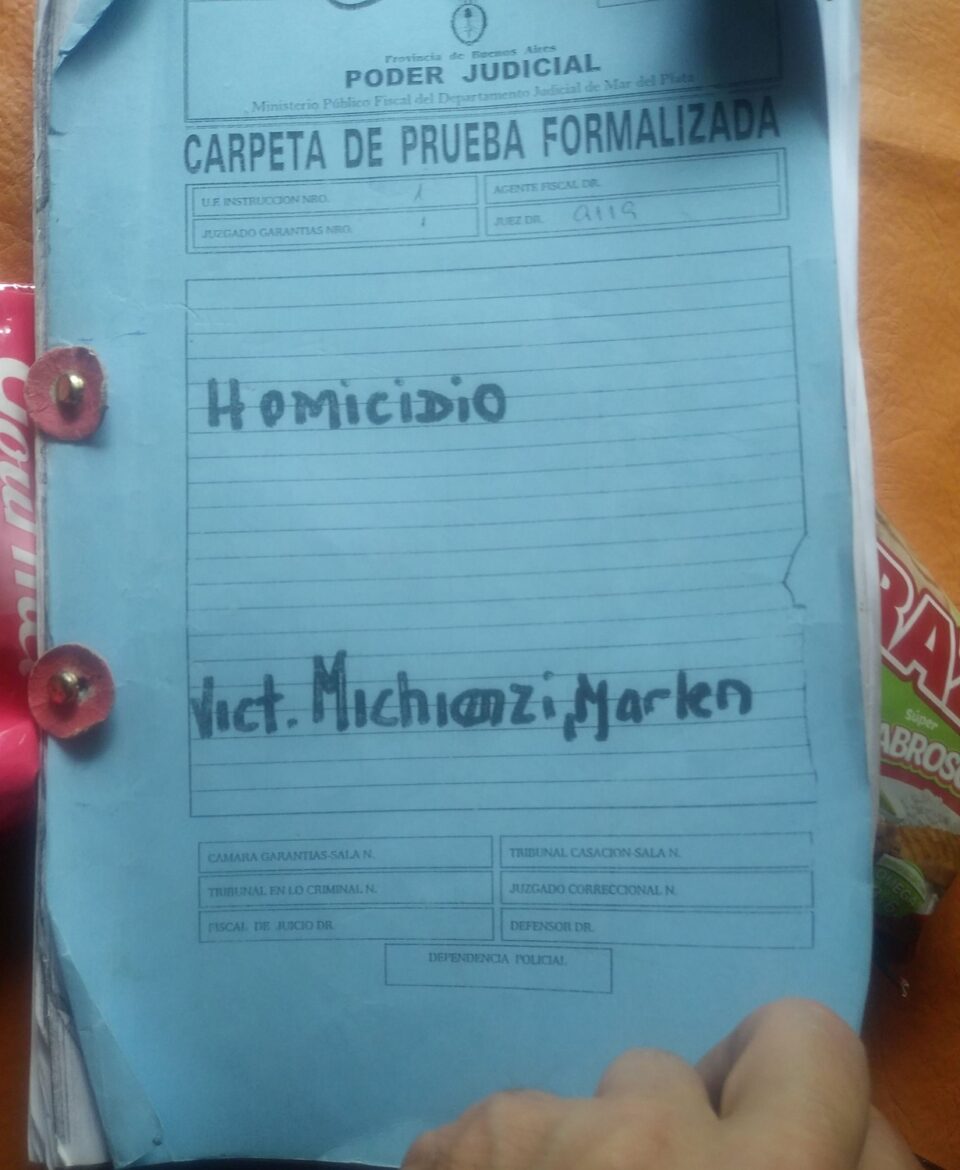 Provincia de Buenos Aires
PODER JUDICIAL
Ministerio Público Fiscal del Departamento Judicial de Mar del Plata
CARPETA DE PRUEBA FORMALIZADA
U.F. INSTRUCCION NRO. 1
AGENTE FISCAL DR.
JUZGADO GARANTIAS NRO. 1
JUEZ DR.
HOMICIDIO
Vict. MICHIONZI, Marlen
CAMARA GARANTIAS-SALA N.
TRIBUNAL CASACION-SALA N.
TRIBUNAL EN LO CRIMINAL N.
JUZGADO CORRECCIONAL N.
FISCAL DE JUICIO DR.
DEFENSOR DR.
DEPENDENCIA POLICIAL
Súper